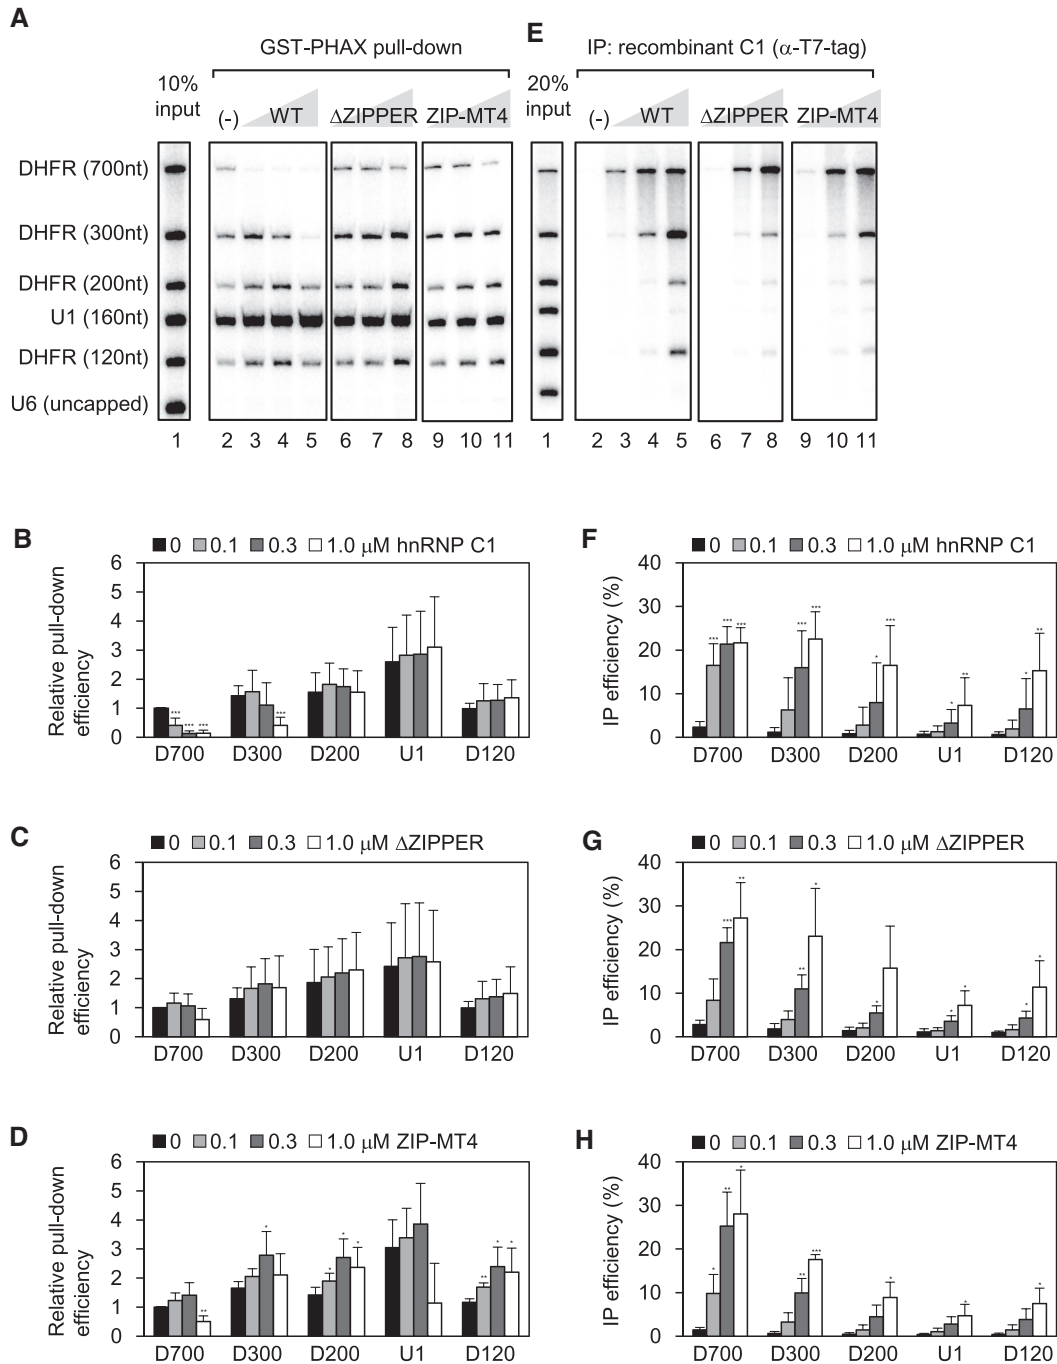 A
GST-PHAX pull-down
10% input
(-) WT ΔZIPPER ZIP-MT4
DHFR (700nt)
DHFR (300nt)
DHFR (200nt)
U1 (160nt)
DHFR (120nt)
U6 (uncapped)
1 2 3 4 5 6 7 8 9 10 11
E
IP: recombinant C1 (α-T7-tag)
20% input
(-) WT ΔZIPPER ZIP-MT4
1 2 3 4 5 6 7 8 9 10 11
B
0 0.1 0.3 1.0 μM hnRNP C1
Relative pull-down efficiency
6
5
4
3
2
1
0
*** *** *** ***
D700 D300 D200 U1 D120
F
0 0.1 0.3 1.0 μM hnRNP C1
IP efficiency (%)
40
30
20
10
0
*** *** *** *** *** * *** * ** * **
D700 D300 D200 U1 D120
C
0 0.1 0.3 1.0 μM ΔZIPPER
Relative pull-down efficiency
6
5
4
3
2
1
0
D700 D300 D200 U1 D120
G
0 0.1 0.3 1.0 μM ΔZIPPER
IP efficiency (%)
40
30
20
10
0
*** ** ** * * * * * *
D700 D300 D200 U1 D120
D
0 0.1 0.3 1.0 μM ZIP-MT4
Relative pull-down efficiency
6
5
4
3
2
1
0
** * * * * ** * *
D700 D300 D200 U1 D120
H
0 0.1 0.3 1.0 μM ZIP-MT4
IP efficiency (%)
40
30
20
10
0
* ** * ** *** * * *
D700 D300 D200 U1 D120